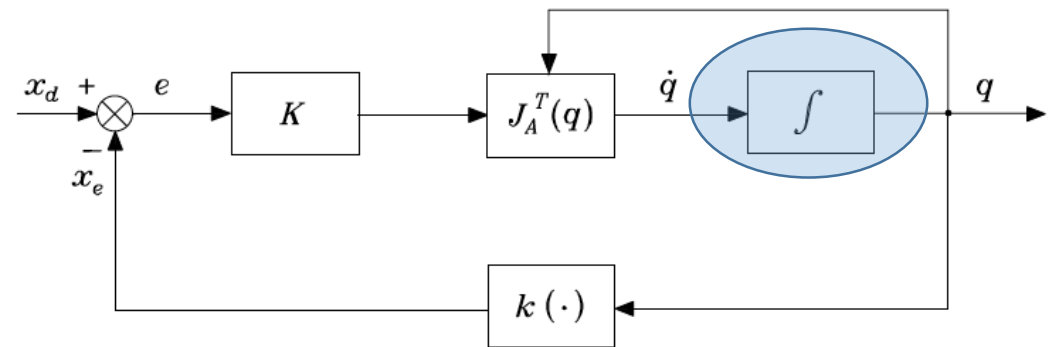 x_d + e K J_A^T(q) q̇ ∫ q
−
x_e
k (·)